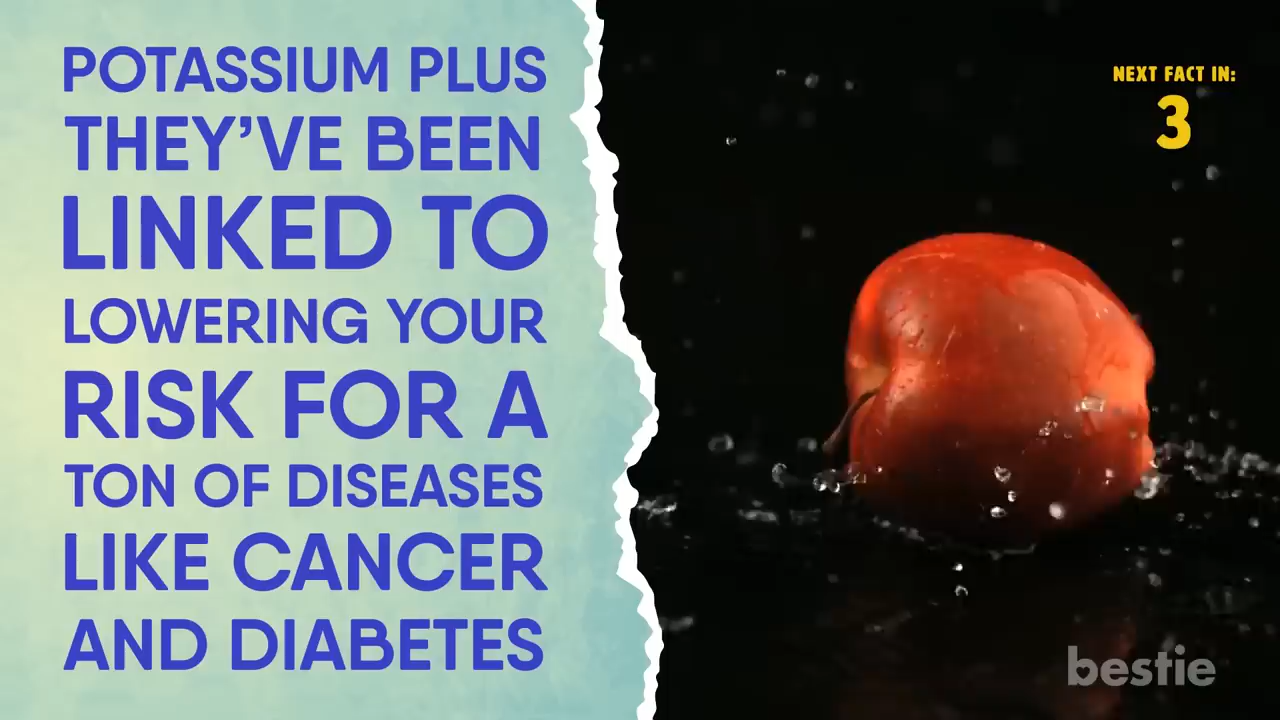 POTASSIUM PLUS
THEY'VE BEEN
LINKED TO
LOWERING YOUR
RISK FOR A
TON OF DISEASES
LIKE CANCER
AND DIABETES
NEXT FACT IN:
3
bestie